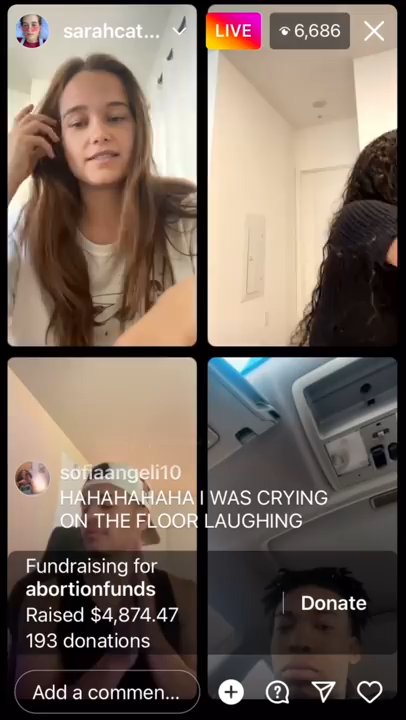 sarahcat...
LIVE
6,686
sofiaangeli10
HAHAHAHAHA I WAS CRYING
ON THE FLOOR LAUGHING
Fundraising for
abortionfunds
Raised $4,874.47
193 donations
Donate
Add a commen...